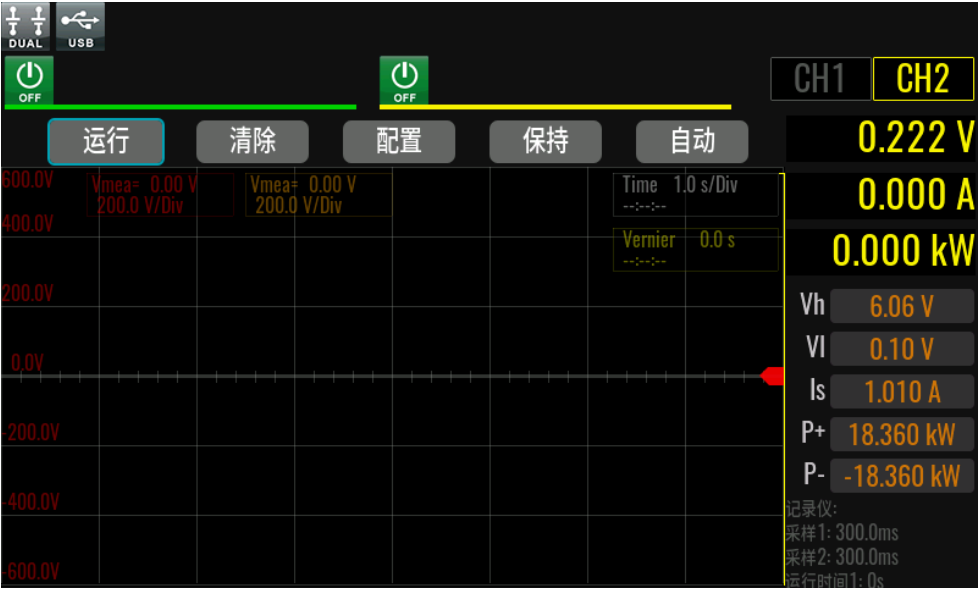 DUAL USB
OFF OFF CH1 CH2
运行 清除 配置 保持 自动 0.222 V
600.0V Vmea= 0.00 V Vmea= 0.00 V Time 1.0 s/Div
200.0 V/Div 200.0 V/Div --:--:-- 0.000 A
400.0V Vernier 0.0 s
--:--:-- 0.000 kW
200.0V Vh 6.06 V
0.0V Vl 0.10 V
Is 1.010 A
-200.0V P+ 18.360 kW
-400.0V P- -18.360 kW
记录仪:
采样1: 300.0ms
采样2: 300.0ms
-600.0V 运行时间1: 0s